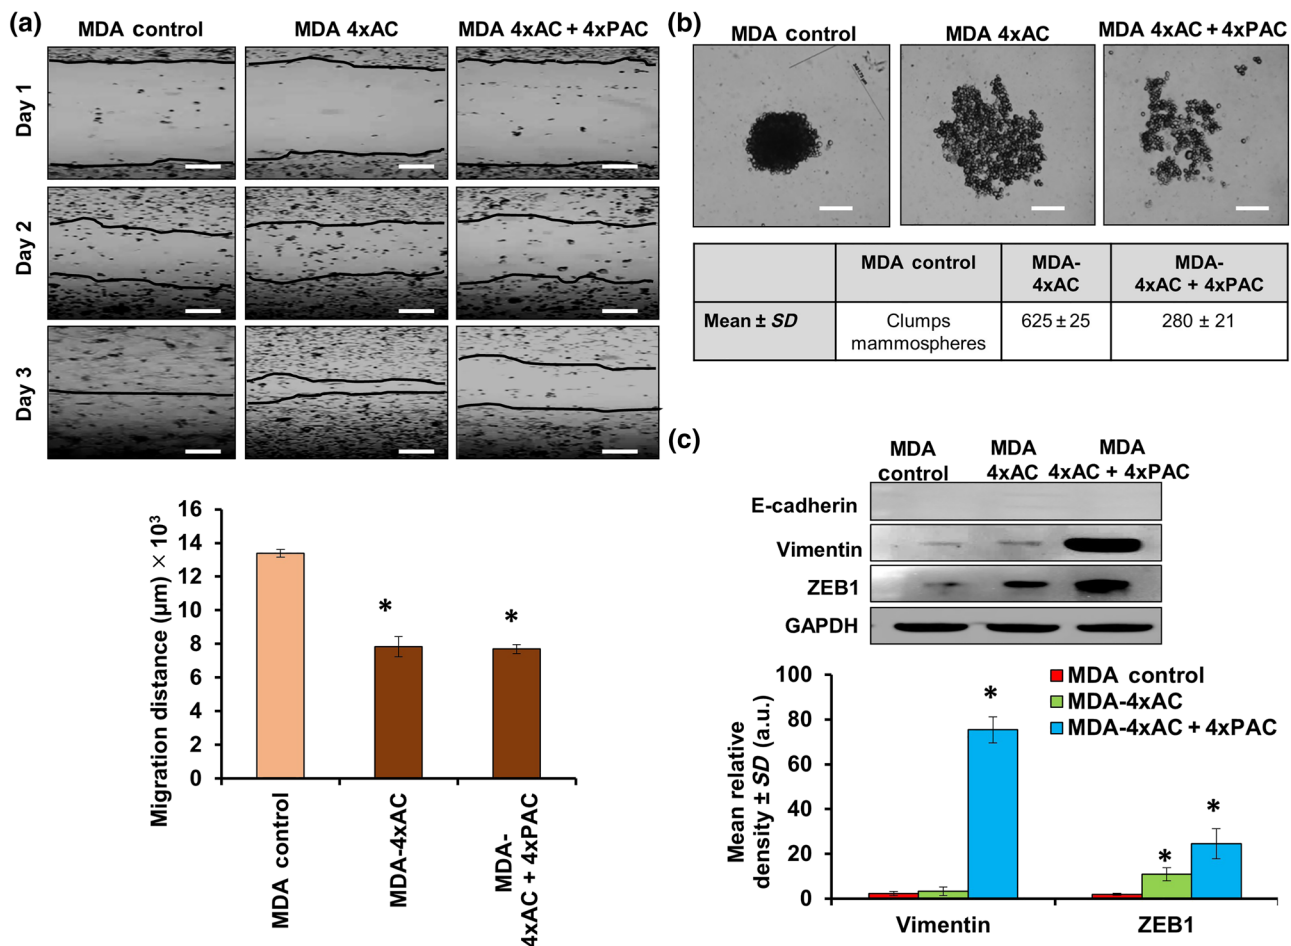 (a)
MDA control
MDA 4xAC
MDA 4xAC + 4xPAC
Day 1
Day 2
Day 3
16
14
12
10
8
6
4
2
0
Migration distance (µm) × 10³
MDA control
MDA-4xAC
MDA-
4xAC + 4xPAC
*
*
(b)
MDA control
MDA 4xAC
MDA 4xAC + 4xPAC
MDA control
MDA-
4xAC
MDA-
4xAC + 4xPAC
Mean ± SD
Clumps
mammospheres
625 ± 25
280 ± 21
(c)
MDA
control
MDA
4xAC
MDA
4xAC + 4xPAC
E-cadherin
Vimentin
ZEB1
GAPDH
100
80
60
40
20
0
Mean relative
density ± SD (a.u.)
MDA control
MDA-4xAC
MDA-4xAC + 4xPAC
*
*
*
Vimentin
ZEB1